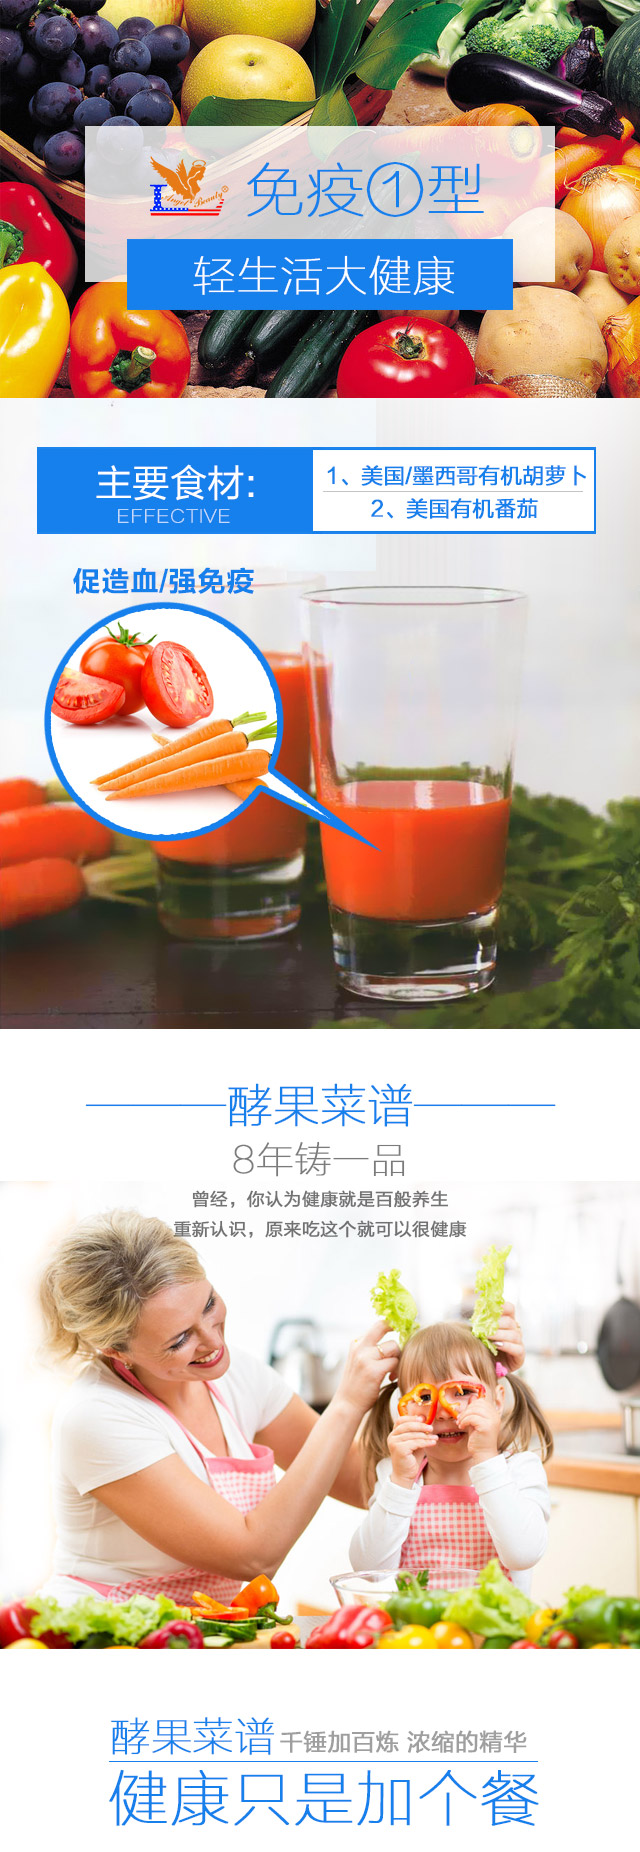 Angel Beauty®
免疫①型
轻生活大健康
主要食材:
EFFECTIVE
1、美国/墨西哥有机胡萝卜
2、美国有机番茄
促造血/强免疫
酵果菜谱
8年铸一品
曾经，你认为健康就是百般养生
重新认识，原来吃这个就可以很健康
酵果菜谱 千锤加百炼 浓缩的精华
健康只是加个餐